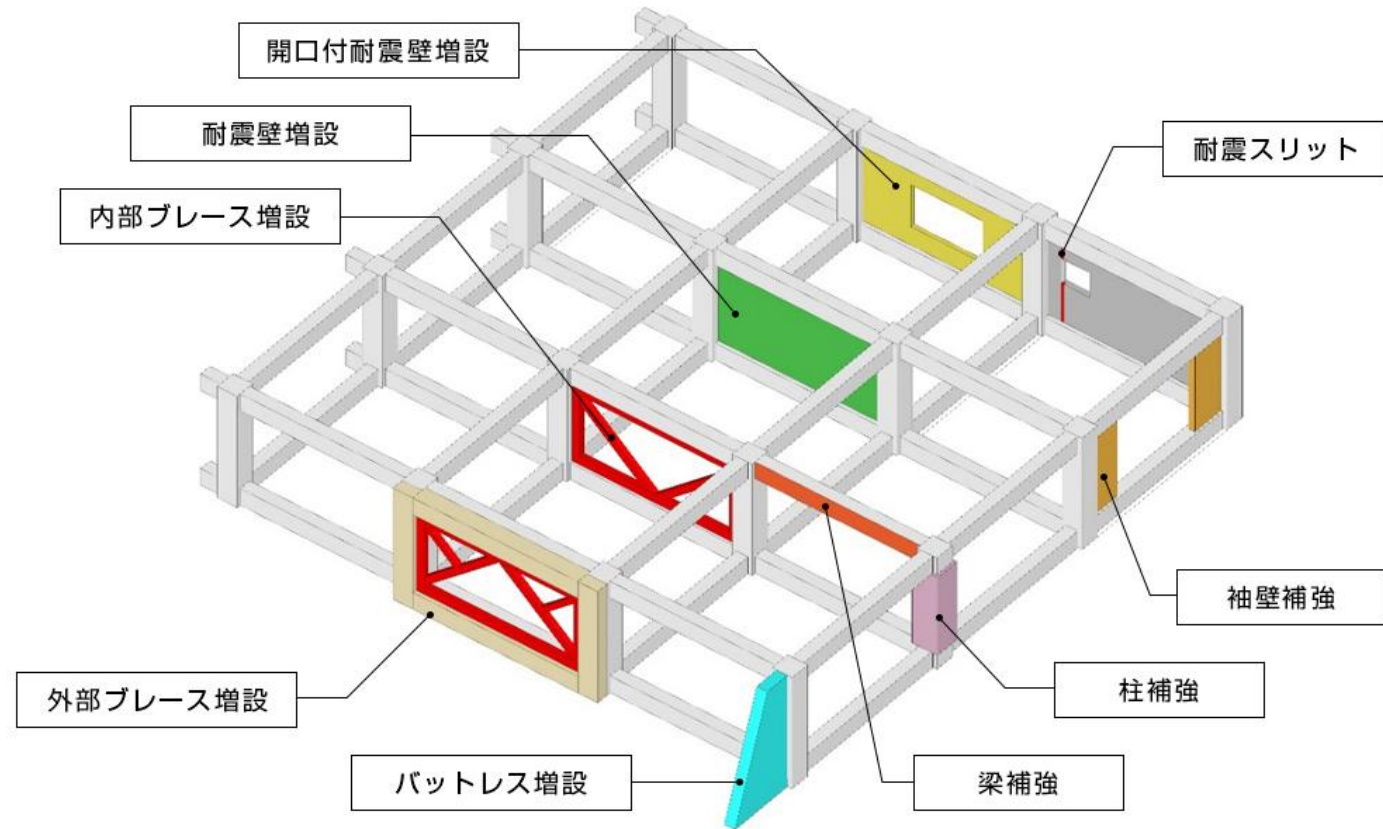 開口付耐震壁増設
耐震壁増設
耐震スリット
内部ブレース増設
袖壁補強
柱補強
外部ブレース増設
バットレス増設
梁補強